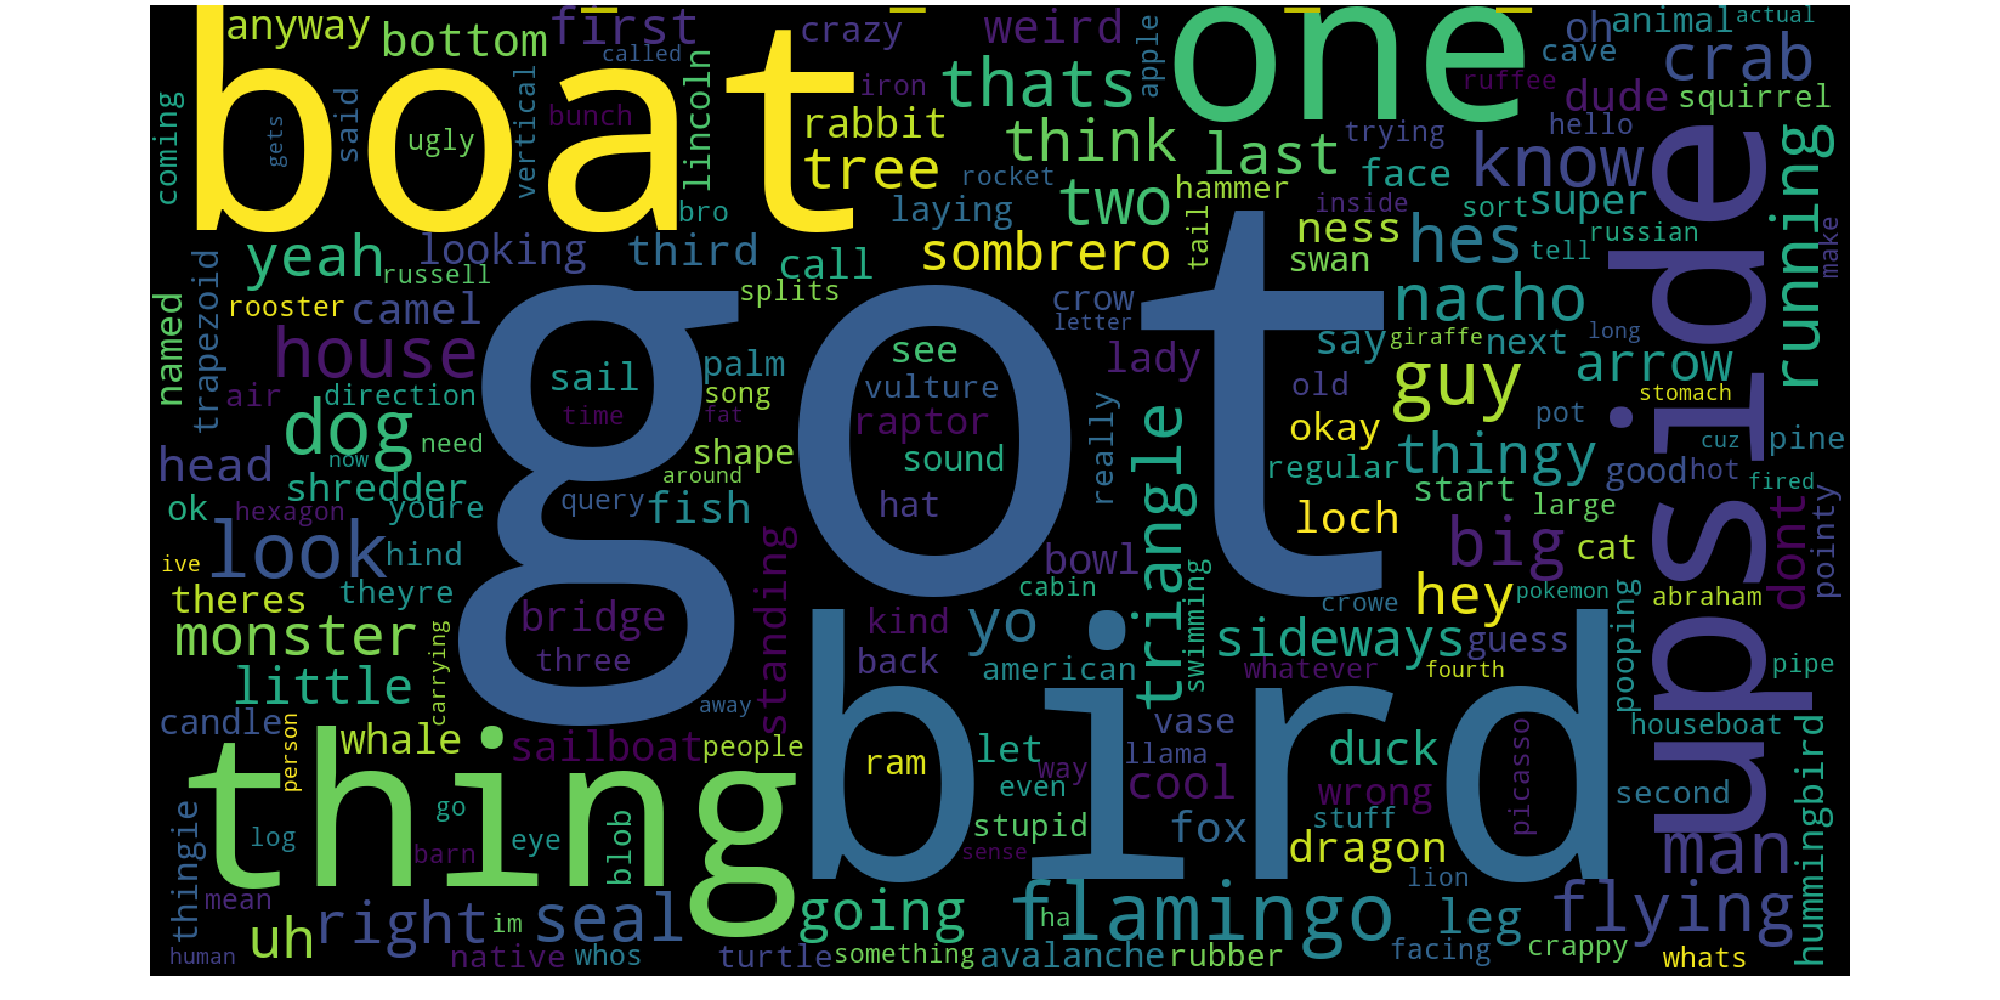 anyway
bottom
first
called
crazy
weird
apple
one
oh
animal
actual
boat
coming
gets
said
ugly
vertical
bunch
lincoln
bro
iron
rabbit
tree
thats
think
last
cave
crab
ruffee
dude
squirrel
hello
trying
know
face
rocket
two
hammer
laying
inside
sort
super
upside
running
yeah
looking
russell
third
call
sombrero
tail
ness
swan
hes
tell
russian
make
named
trapezoid
rooster
camel
splits
crow
letter
nacho
say
giraffe
next
long
arrow
house
air
direction
sail
time
palm
song
fat
see
vulture
raptor
lady
old
guy
stomach
got
dog
need
now
head
shredder
ok
hexagon
youre
shape
around
sound
really
triangle
okay
pot
cuz
pine
regular
thingy
good
hot
fired
start
large
query
fish
hat
loch
dont
pointy
look
hind
ive
theres
theyre
standing
bowl
cabin
swimming
big
cat
hey
pokemon
crowe
pooping
abraham
monster
carrying
bridge
three
kind
yo
back
american
sideways
guess
whatever
fourth
pipe
little
candle
person
whale
sailboat
away
people
bird
ram
let
way
even
vase
llama
cool
duck
wrong
picasso
houseboat
second
hummingbird
thing
thingie
log
go
barn
eye
blob
stupid
sense
fox
stuff
dragon
lion
man
mean
human
uh
right
im
seal
native
whos
going
turtle
something
flamingo
ha
avalanche
rubber
leg
facing
flying
crappy
whats